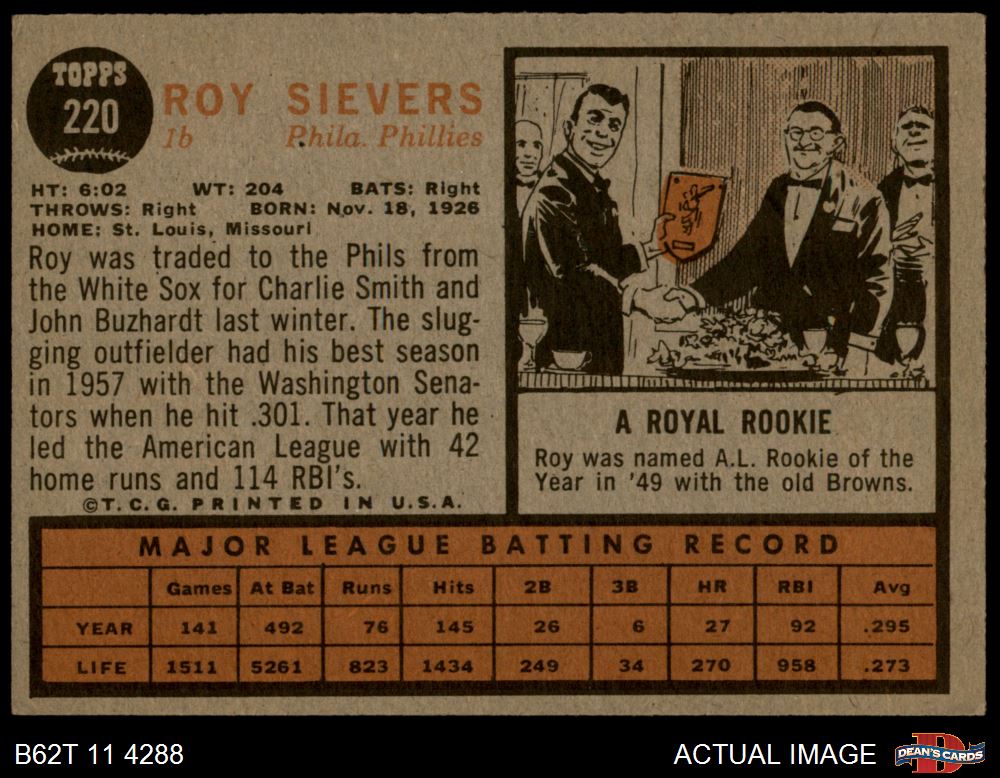 TOPPS
220
ROY SIEVERS
1b Phila. Phillies
HT: 6:02 WT: 204 BATS: Right
THROWS: Right BORN: Nov. 18, 1926
HOME: St. Louis, Missouri
Roy was traded to the Phils from
the White Sox for Charlie Smith and
John Buzhardt last winter. The slug-
ging outfielder had his best season
in 1957 with the Washington Sena-
tors when he hit .301. That year he
led the American League with 42
home runs and 114 RBI's.
©T.C.G. PRINTED IN U.S.A.
A ROYAL ROOKIE
Roy was named A.L. Rookie of the
Year in '49 with the old Browns.
MAJOR LEAGUE BATTING RECORD
Games At Bat Runs Hits 2B 3B HR RBI Avg
YEAR 141 492 76 145 26 6 27 92 .295
LIFE 1511 5261 823 1434 249 34 270 958 .273
B62T 11 4288 ACTUAL IMAGE DEAN'S CARDS